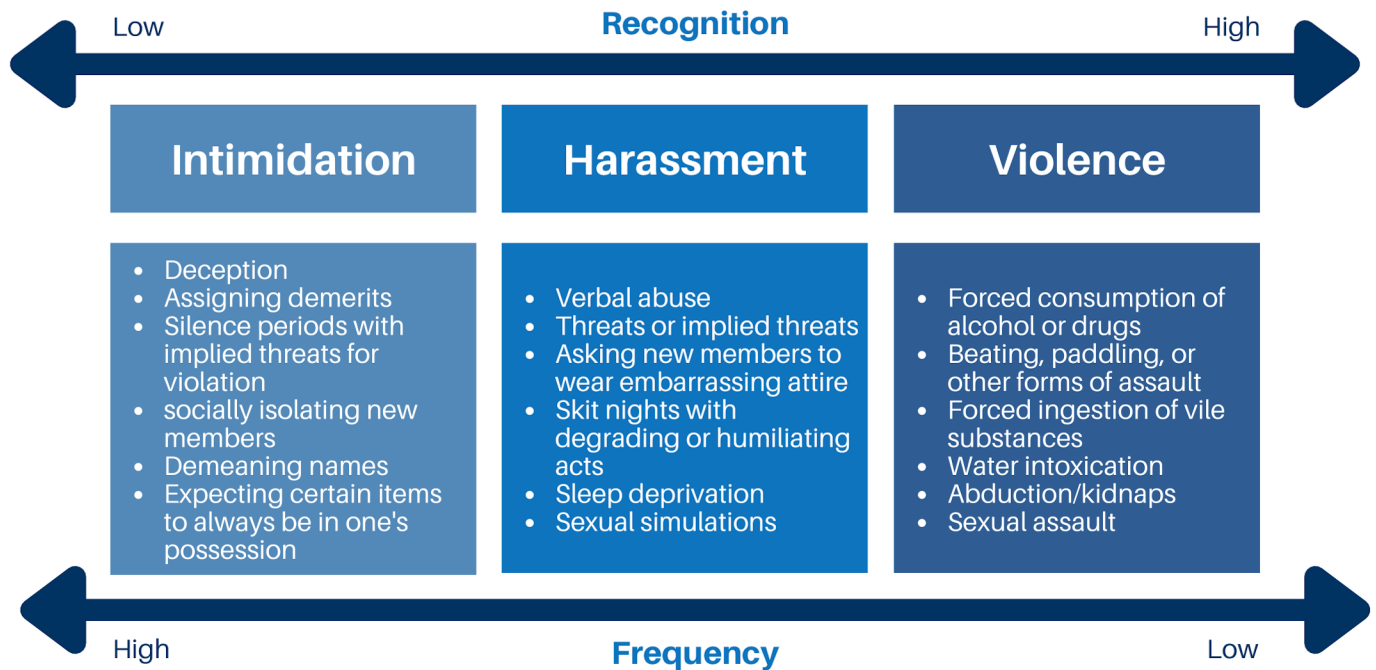 Low
Recognition
High
Intimidation
Harassment
Violence
• Deception
• Assigning demerits
• Silence periods with
implied threats for
violation
• socially isolating new
members
• Demeaning names
• Expecting certain items
to always be in one's
possession
• Verbal abuse
• Threats or implied threats
• Asking new members to
wear embarrassing attire
• Skit nights with
degrading or humiliating
acts
• Sleep deprivation
• Sexual simulations
• Forced consumption of
alcohol or drugs
• Beating, paddling, or
other forms of assault
• Forced ingestion of vile
substances
• Water intoxication
• Abduction/kidnaps
• Sexual assault
High
Frequency
Low